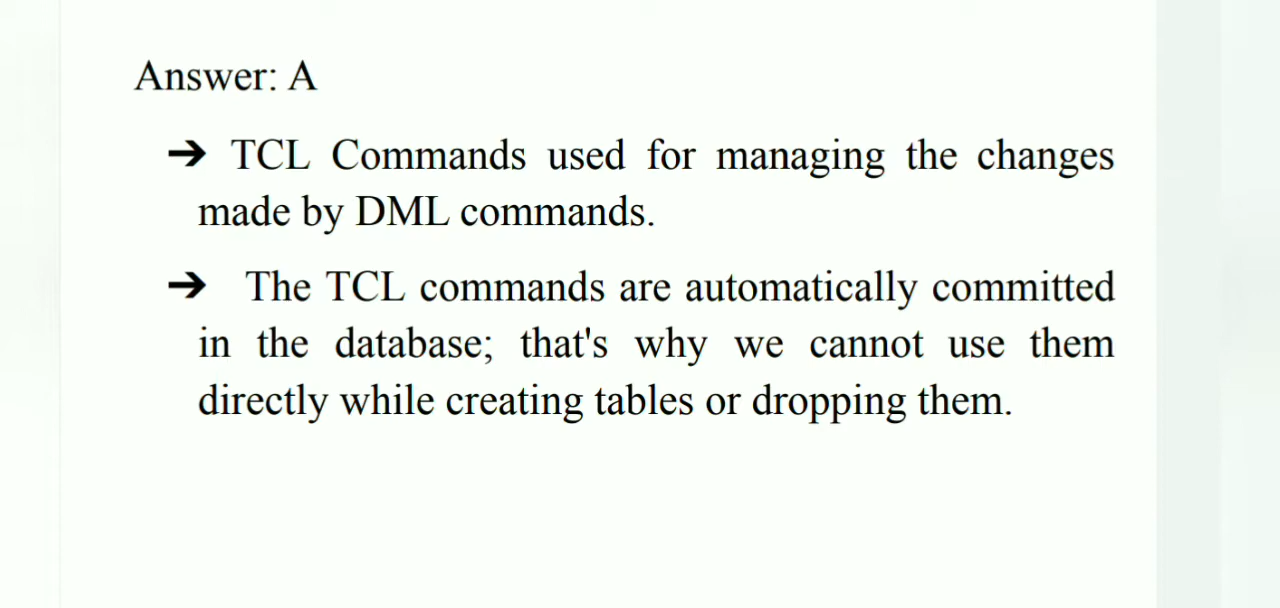 Answer: A
➔ TCL Commands used for managing the changes
made by DML commands.
➔ The TCL commands are automatically committed
in the database; that's why we cannot use them
directly while creating tables or dropping them.